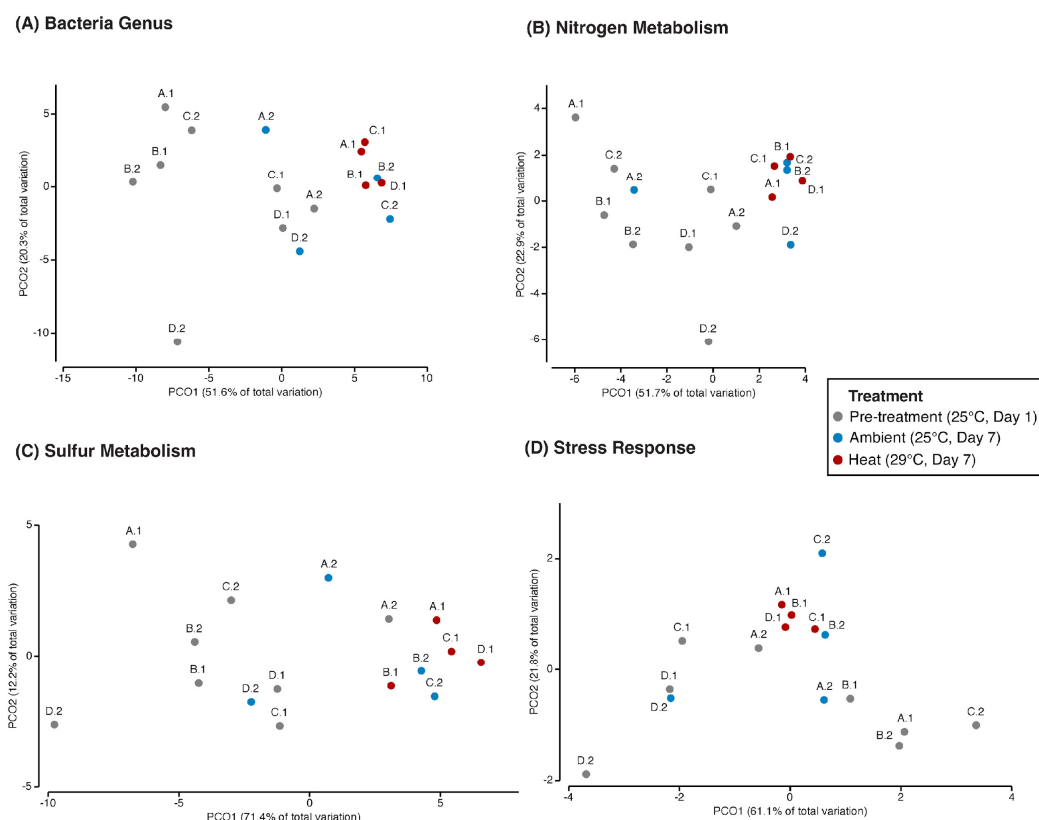 (A) Bacteria Genus
A.1
C.2
A.2
C.1
A.1
B.1
B.2
C.1
B.2
B.1
D.1
A.2
C.2
D.1
D.2
D.2
5
0
-5
-10
PCO2 (20.3% of total variation)
-15
-10
-5
0
5
10
PCO1 (51.6% of total variation)
(B) Nitrogen Metabolism
A.1
B.1
C.2
C.1
C.2
A.2
C.1
B.2
A.1
D.1
B.1
A.2
B.2
D.1
D.2
D.2
4
2
0
-2
-4
-6
PCO2 (22.9% of total variation)
-6
-4
-2
0
2
4
PCO1 (51.7% of total variation)
Treatment
Pre-treatment (25°C, Day 1)
Ambient (25°C, Day 7)
Heat (29°C, Day 7)
(C) Sulfur Metabolism
A.1
A.2
C.2
A.2
A.1
B.2
C.1
D.1
B.1
D.1
B.2
B.1
D.2
C.2
C.1
D.2
5
0
-5
PCO2 (12.2% of total variation)
-10
-5
0
5
PCO1 (71.4% of total variation)
(D) Stress Response
C.2
A.1
B.1
C.1
D.1
C.1
B.2
A.2
D.1
D.2
A.2
B.1
A.1
C.2
B.2
D.2
2
0
-2
PCO2 (21.8% of total variation)
-4
-2
0
2
4
PCO1 (61.1% of total variation)